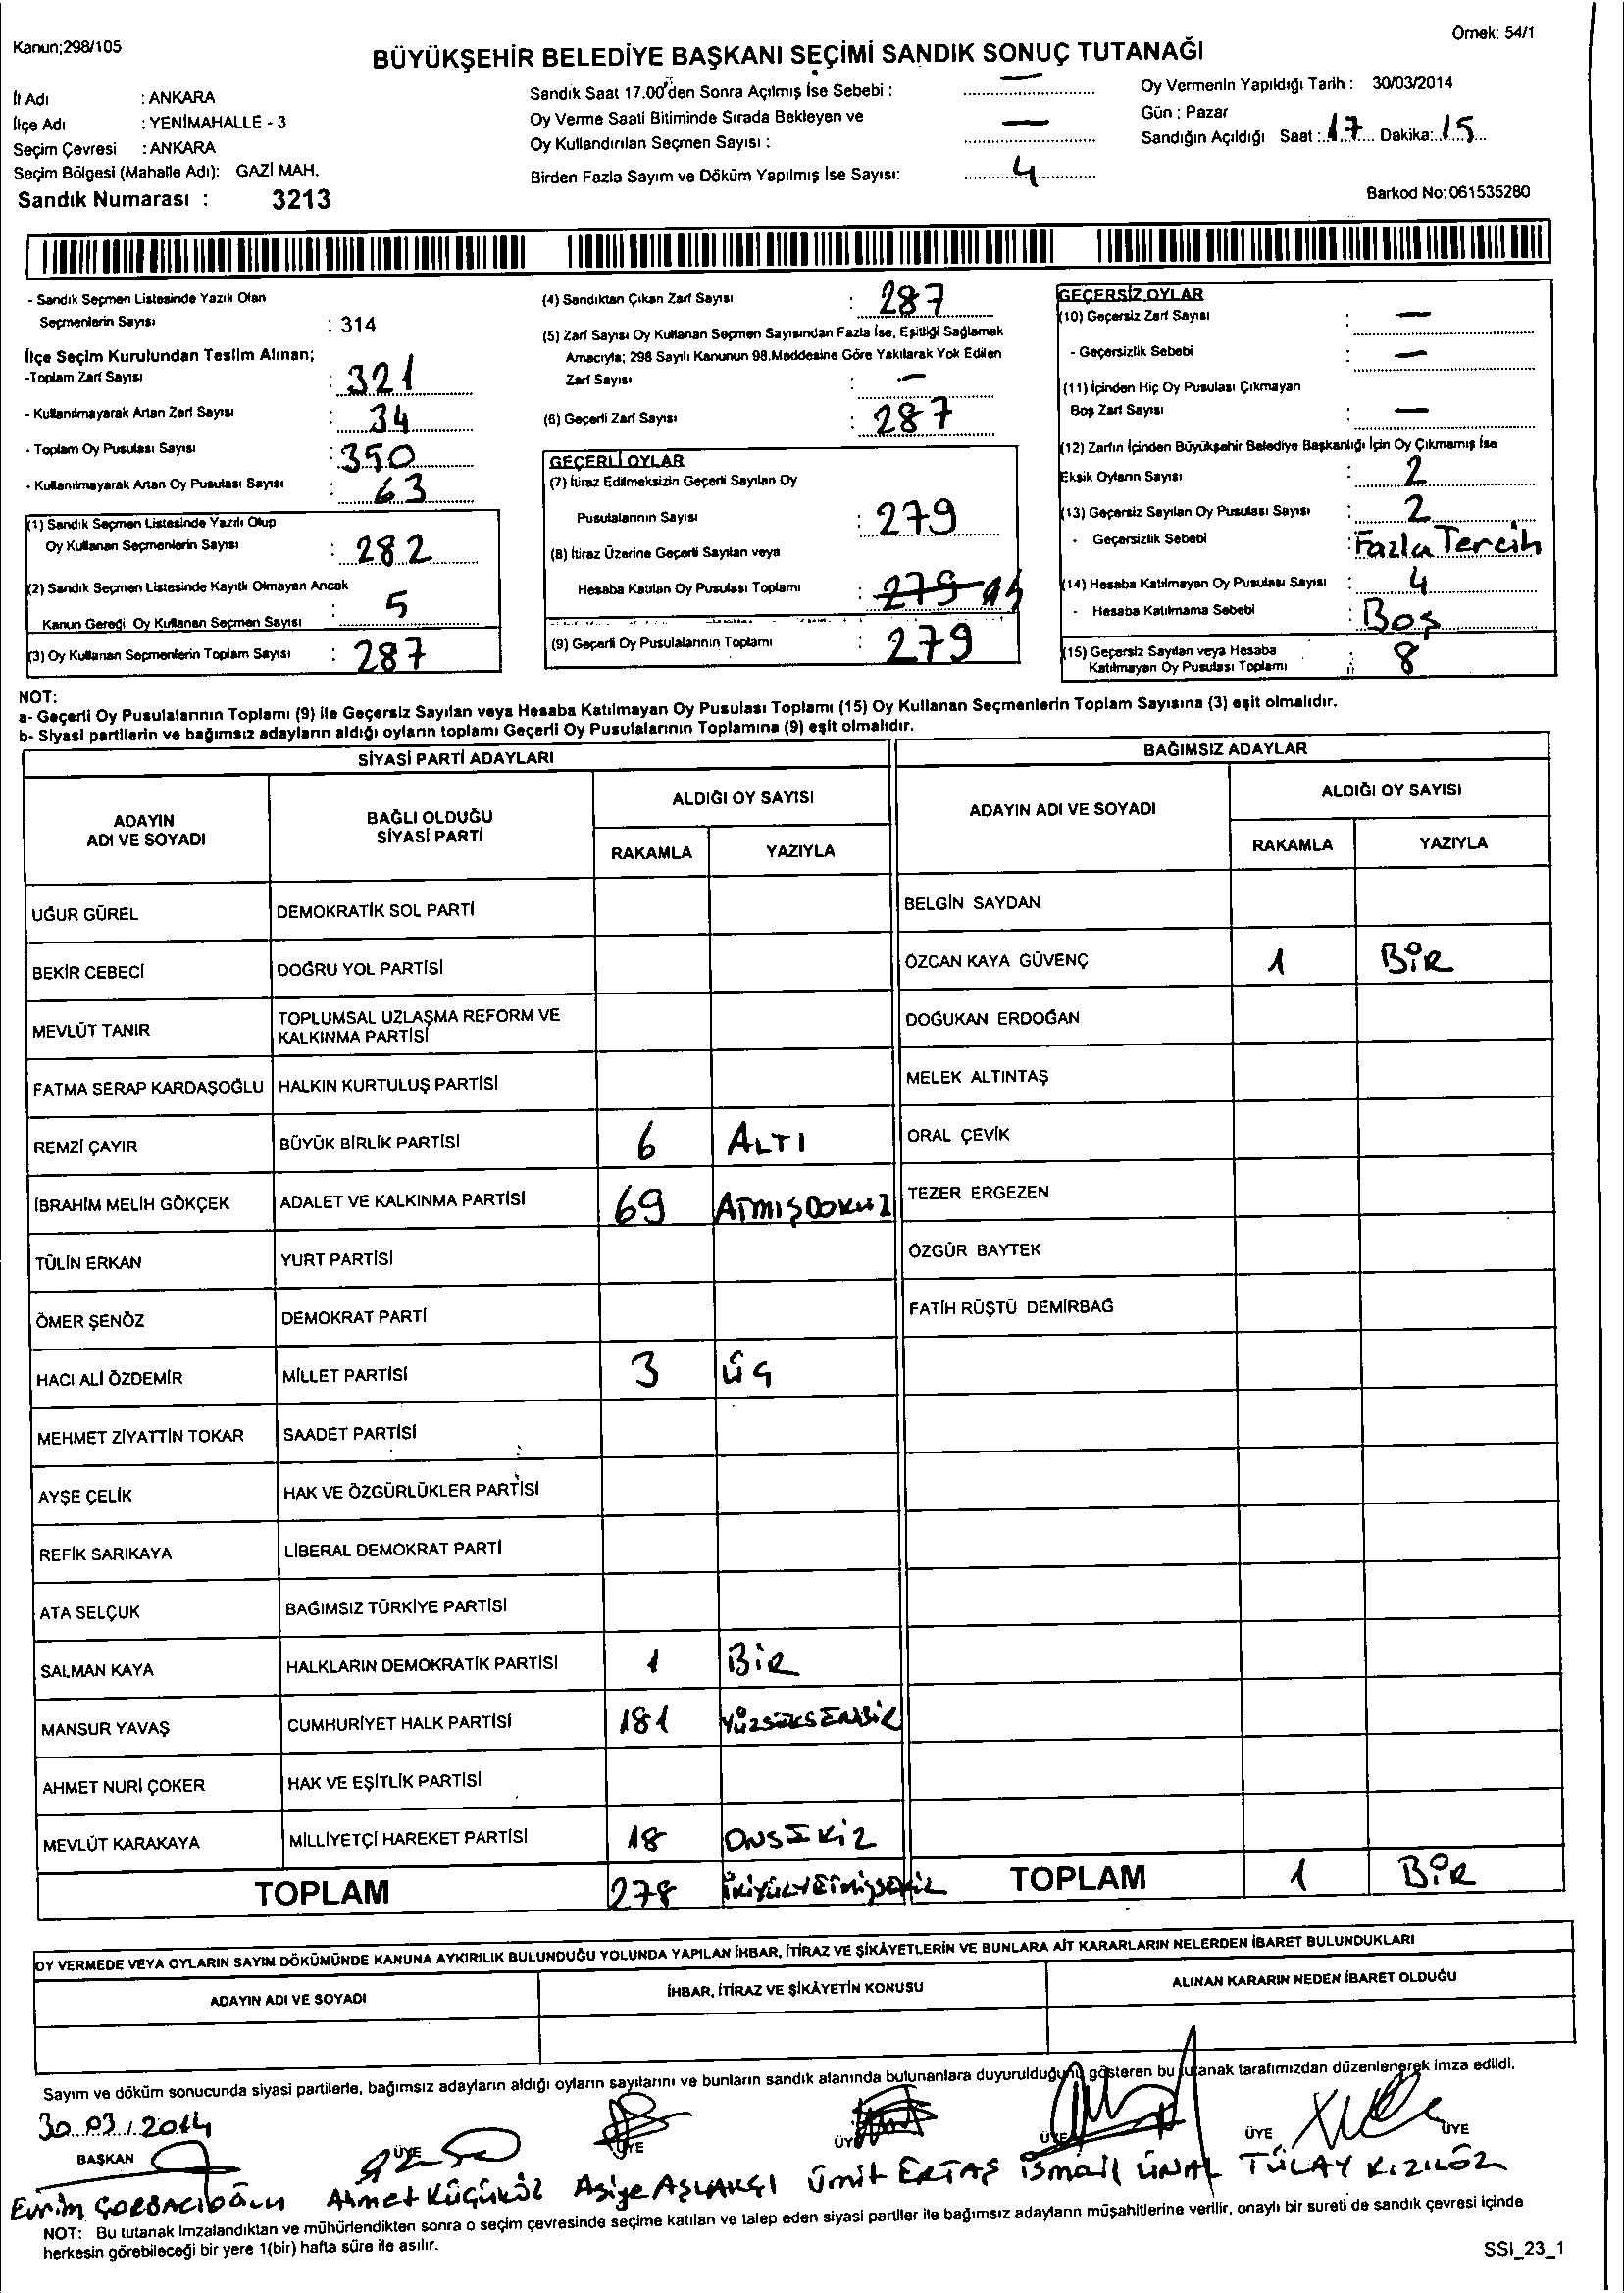 Kanun;298/105
Örnek: 54/1
BÜYÜKŞEHİR BELEDİYE BAŞKANI SEÇİMİ SANDIK SONUÇ TUTANAĞI
İl Adı : ANKARA
İlçe Adı : YENİMAHALLE - 3
Seçim Çevresi : ANKARA
Seçim Bölgesi (Mahalle Adı): GAZİ MAH.
Sandık Numarası : 3213
Sandık Saat 17.00'den Sonra Açılmış İse Sebebi : —
Oy Verme Saati Bitiminde Sırada Bekleyen ve
Oy Kullandırılan Seçmen Sayısı : —
Birden Fazla Sayım ve Döküm Yapılmış İse Sayısı: 4
Oy Vermenin Yapıldığı Tarih : 30/03/2014
Gün : Pazar
Sandığın Açıldığı Saat : 17 Dakika: 15
Barkod No: 061535280
- Sandık Seçmen Listesinde Yazılı Olan
Seçmenlerin Sayısı : 314
İlçe Seçim Kurulundan Teslim Alınan;
-Toplam Zarf Sayısı : 321
- Kullanılmayarak Artan Zarf Sayısı : 34
- Toplam Oy Pusulası Sayısı : 350
- Kullanılmayarak Artan Oy Pusulası Sayısı : 63
(1) Sandık Seçmen Listesinde Yazılı Olup
Oy Kullanan Seçmenlerin Sayısı : 282
(2) Sandık Seçmen Listesinde Kayıtlı Olmayan Ancak
Kanun Gereği Oy Kullanan Seçmen Sayısı : 5
(3) Oy Kullanan Seçmenlerin Toplam Sayısı : 287
(4) Sandıktan Çıkan Zarf Sayısı : 287
(5) Zarf Sayısı Oy Kullanan Seçmen Sayısından Fazla İse, Eşitliği Sağlamak
Amacıyla; 298 Sayılı Kanunun 98.Maddesine Göre Yakılarak Yok Edilen
Zarf Sayısı : —
(6) Geçerli Zarf Sayısı : 287
GEÇERLİ OYLAR
(7) İtiraz Edilmeksizin Geçerli Sayılan Oy
Pusulalarının Sayısı : 279
(8) İtiraz Üzerine Geçerli Sayılan veya
Hesaba Katılan Oy Pusulası Toplamı : 279
(9) Geçerli Oy Pusulalarının Toplamı : 279
GEÇERSİZ OYLAR
(10) Geçersiz Zarf Sayısı : —
- Geçersizlik Sebebi : —
(11) İçinden Hiç Oy Pusulası Çıkmayan
Boş Zarf Sayısı : —
(12) Zarfın İçinden Büyükşehir Belediye Başkanlığı İçin Oy Çıkmamış İse
Eksik Oyların Sayısı : 2
(13) Geçersiz Sayılan Oy Pusulası Sayısı : 2
- Geçersizlik Sebebi : Fazla Tercih
(14) Hesaba Katılmayan Oy Pusulası Sayısı : 4
- Hesaba Katılmama Sebebi : Boş
(15) Geçersiz Sayılan veya Hesaba
Katılmayan Oy Pusulası Toplamı : 8
NOT:
a- Geçerli Oy Pusulalarının Toplamı (9) ile Geçersiz Sayılan veya Hesaba Katılmayan Oy Pusulası Toplamı (15) Oy Kullanan Seçmenlerin Toplam Sayısına (3) eşit olmalıdır.
b- Siyasi partilerin ve bağımsız adayların aldığı oyların toplamı Geçerli Oy Pusulalarının Toplamına (9) eşit olmalıdır.
SİYASİ PARTİ ADAYLARI
ADAYIN ADI VE SOYADI
BAĞLI OLDUĞU SİYASİ PARTİ
ALDIĞI OY SAYISI
RAKAMLA YAZIYLA
UĞUR GÜREL DEMOKRATİK SOL PARTİ
BEKİR CEBECİ DOĞRU YOL PARTİSİ
MEVLÜT TANIR TOPLUMSAL UZLAŞMA REFORM VE
KALKINMA PARTİSİ
FATMA SERAP KARDAŞOĞLU HALKIN KURTULUŞ PARTİSİ
REMZİ ÇAYIR BÜYÜK BİRLİK PARTİSİ 6 ALTI
İBRAHİM MELİH GÖKÇEK ADALET VE KALKINMA PARTİSİ 69 ATMIŞDOKUZ
TÜLİN ERKAN YURT PARTİSİ
ÖMER ŞENÖZ DEMOKRAT PARTİ
HACI ALİ ÖZDEMİR MİLLET PARTİSİ 3 ÜÇ
MEHMET ZİYATTİN TOKAR SAADET PARTİSİ
AYŞE ÇELİK HAK VE ÖZGÜRLÜKLER PARTİSİ
REFİK SARIKAYA LİBERAL DEMOKRAT PARTİ
ATA SELÇUK BAĞIMSIZ TÜRKİYE PARTİSİ
SALMAN KAYA HALKLARIN DEMOKRATİK PARTİSİ 1 BİR
MANSUR YAVAŞ CUMHURİYET HALK PARTİSİ 181 YÜZSEKSENBİR
AHMET NURİ ÇOKER HAK VE EŞİTLİK PARTİSİ
MEVLÜT KARAKAYA MİLLİYETÇİ HAREKET PARTİSİ 18 ONSEKİZ
TOPLAM 278 İKİYÜZYETMİŞSEKİZ
BAĞIMSIZ ADAYLAR
ADAYIN ADI VE SOYADI
ALDIĞI OY SAYISI
RAKAMLA YAZIYLA
BELGİN SAYDAN
ÖZCAN KAYA GÜVENÇ 1 BİR
DOĞUKAN ERDOĞAN
MELEK ALTINTAŞ
ORAL ÇEVİK
TEZER ERGEZEN
ÖZGÜR BAYTEK
FATİH RÜŞTÜ DEMİRBAĞ
TOPLAM 1 BİR
OY VERMEDE VEYA OYLARIN SAYIM DÖKÜMÜNDE KANUNA AYKIRILIK BULUNDUĞU YOLUNDA YAPILAN İHBAR, İTİRAZ VE ŞİKÂYETLERİN VE BUNLARA AİT KARARLARIN NELERDEN İBARET BULUNDUKLARI
ADAYIN ADI VE SOYADI
İHBAR, İTİRAZ VE ŞİKÂYETİN KONUSU
ALINAN KARARIN NEDEN İBARET OLDUĞU
Sayım ve döküm sonucunda siyasi partilerle, bağımsız adayların aldığı oyların sayılarını ve bunların sandık alanında bulunanlara duyurulduğunu gösteren bu tutanak tarafımızdan düzenlenerek imza edildi.
30.03.2014
BAŞKAN ÜYE ÜYE ÜYE ÜYE ÜYE ÜYE
Evrim Ahmet Küçüköz Asiye Ümit ERTAŞ İsmail ÜNAL TÜLAY KIZILÖZ
NOT: Bu tutanak imzalandıktan ve mühürlendikten sonra o seçim çevresinde seçime katılan ve talep eden siyasi partiler ile bağımsız adayların müşahitlerine verilir, onaylı bir sureti de sandık çevresi içinde
herkesin görebileceği bir yere 1(bir) hafta süre ile asılır.
SSI_23_1